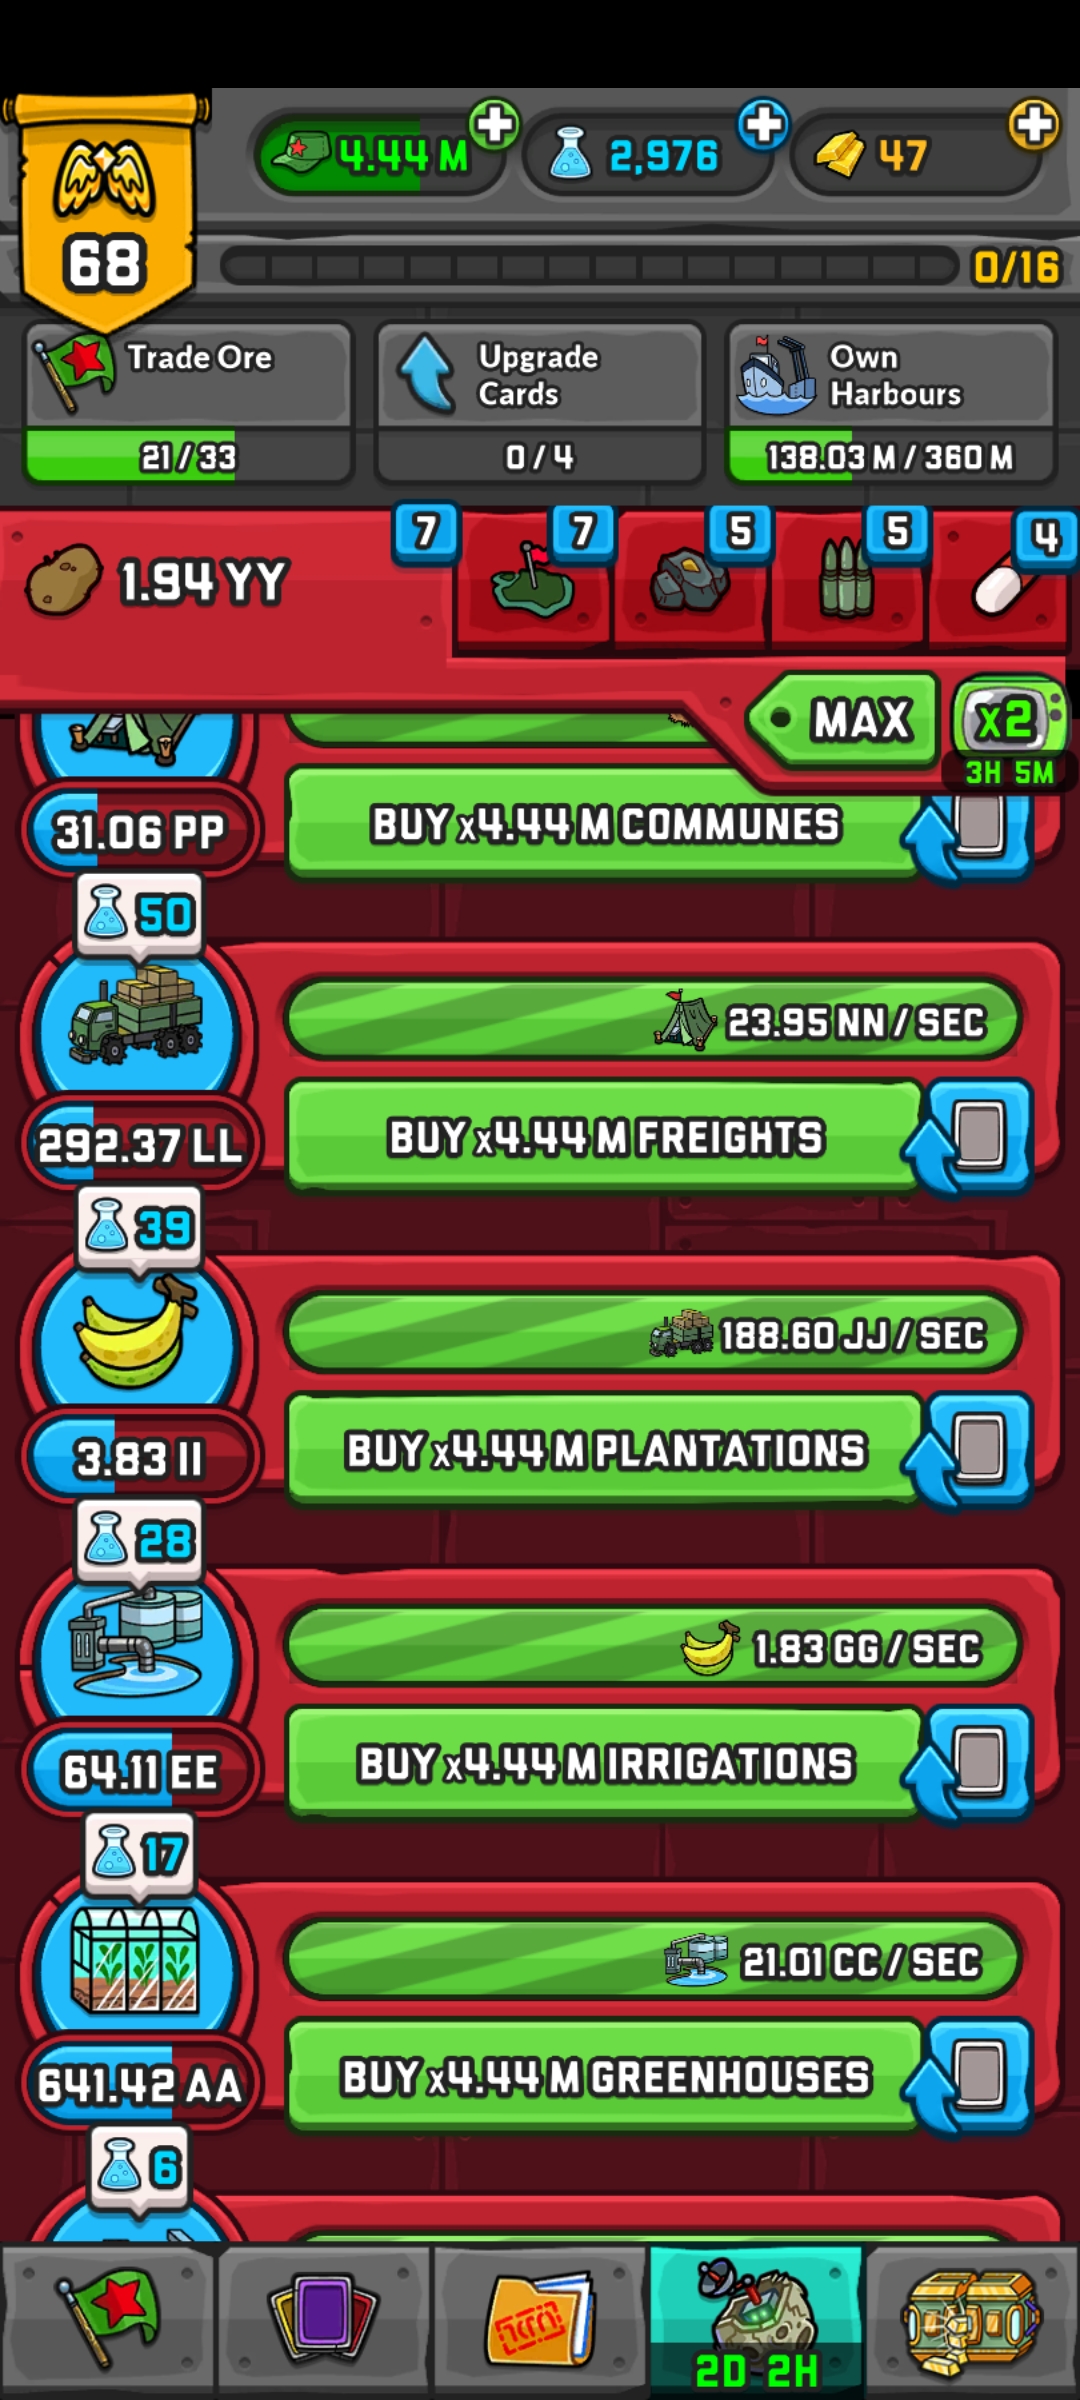 4.44 M
2,976
47
68
0/16
Trade Ore
Upgrade
Cards
Own
Harbours
21 / 33
0 / 4
138.03 M / 360 M
1.94 YY
7
7
5
5
4
MAX
x2
3H 5M
31.06 PP
BUY x4.44 M COMMUNES
50
23.95 NN / SEC
292.37 LL
BUY x4.44 M FREIGHTS
39
188.60 JJ / SEC
3.83 II
BUY x4.44 M PLANTATIONS
28
1.83 GG / SEC
64.11 EE
BUY x4.44 M IRRIGATIONS
17
21.01 CC / SEC
641.42 AA
BUY x4.44 M GREENHOUSES
6
2D 2H